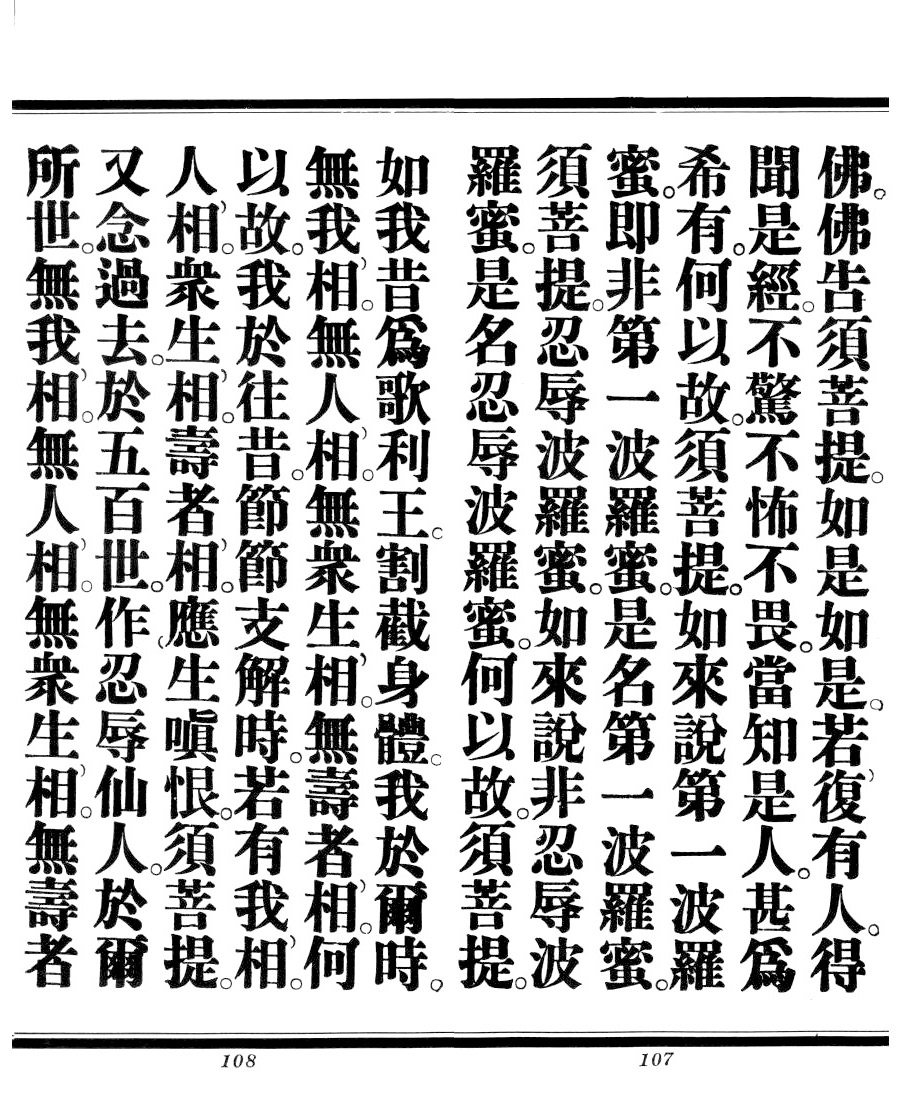 佛。佛告須菩提。如是如是。若復有人。得
聞是經。不驚不怖不畏。當知是人。甚爲
希有。何以故。須菩提。如來說第一波羅
蜜。即非第一波羅蜜。是名第一波羅蜜。
須菩提。忍辱波羅蜜。如來說非忍辱波
羅蜜。是名忍辱波羅蜜。何以故。須菩提。
107
如我昔爲歌利王。割截身體。我於爾時。
無我相。無人相。無衆生相。無壽者相。何
以故。我於往昔。節節支解時。若有我相。
人相。衆生相。壽者相。應生嗔恨。須菩提。
又念過去。於五百世。作忍辱仙人。於爾
所世。無我相。無人相。無衆生相。無壽者
108